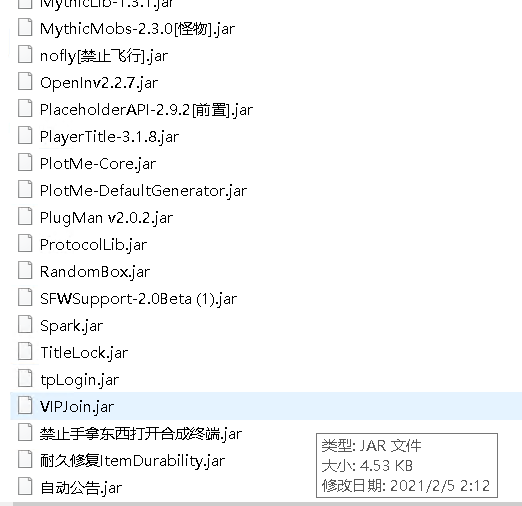 MythicLib-1.3.1.jar
MythicMobs-2.3.0[怪物].jar
nofly[禁止飞行].jar
OpenInv2.2.7.jar
PlaceholderAPI-2.9.2[前置].jar
PlayerTitle-3.1.8.jar
PlotMe-Core.jar
PlotMe-DefaultGenerator.jar
PlugMan v2.0.2.jar
ProtocolLib.jar
RandomBox.jar
SFWSupport-2.0Beta (1).jar
Spark.jar
TitleLock.jar
tpLogin.jar
VIPJoin.jar
禁止手拿东西打开合成终端.jar
耐久修复ItemDurability.jar
自动公告.jar
类型: JAR 文件
大小: 4.53 KB
修改日期: 2021/2/5 2:12